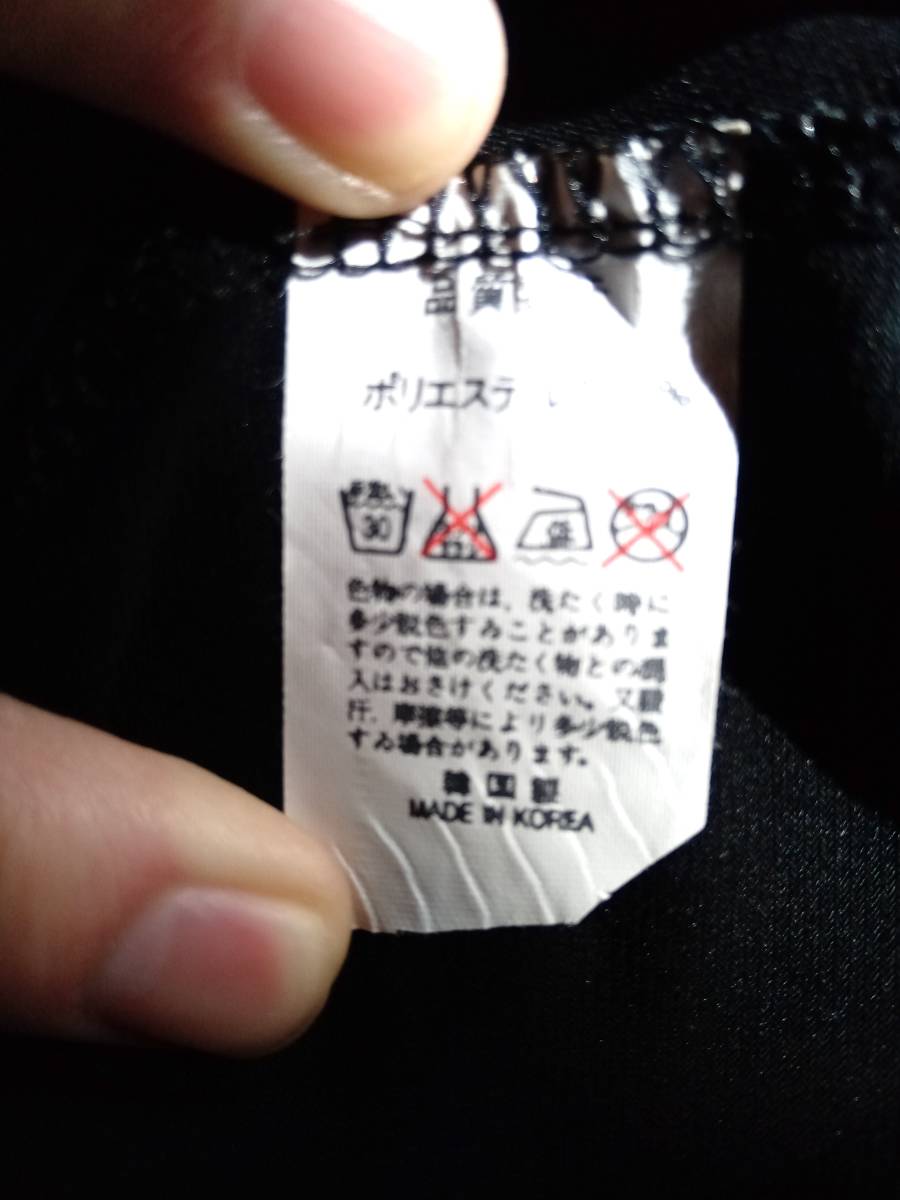 品質
ポリエステ
30
低
色物の場合は、洗たく時に
多少脱色することがありま
すので他の洗たく物との混
入はおさけください。又
汗、摩擦等により多少脱色
する場合があります。
韓国製
MADE IN KOREA